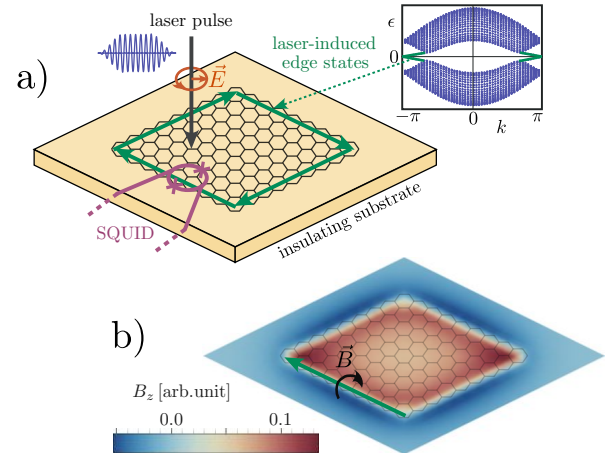 laser pulse
a)
E⃗
laser-induced
edge states
ϵ
0
−π
0
π
k
SQUID
insulating substrate
b)
B⃗
B_z [arb.unit]
0.0
0.1